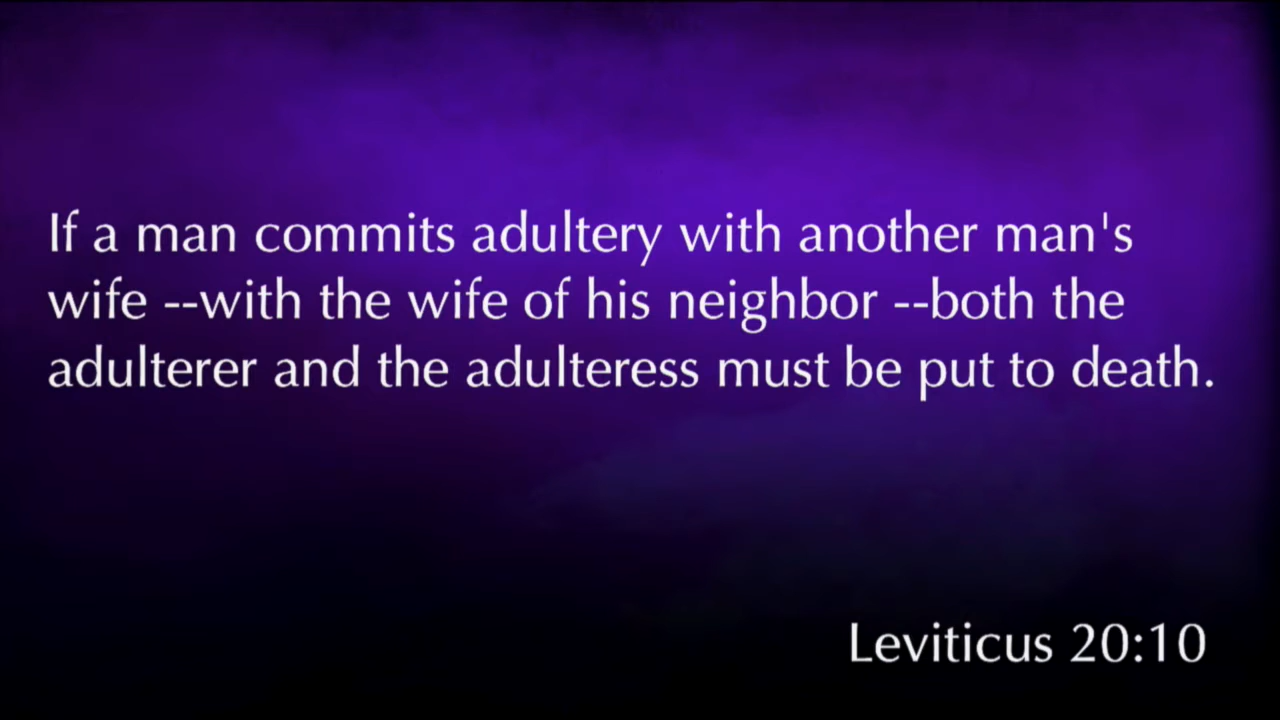 If a man commits adultery with another man's
wife --with the wife of his neighbor --both the
adulterer and the adulteress must be put to death.
Leviticus 20:10